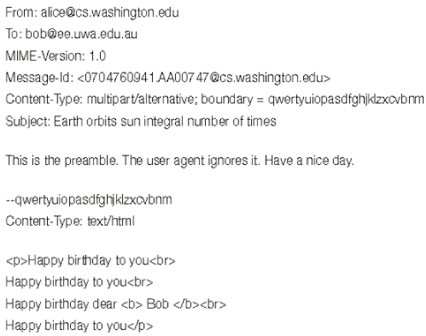 From: alice@cs.washington.edu
To: bob@ee.uwa.edu.au
MIME-Version: 1.0
Message-Id: <0704760941.AA00747@cs.washington.edu>
Content-Type: multipart/alternative; boundary = qwertyuiopasdfghjklzxcvbnm
Subject: Earth orbits sun integral number of times
This is the preamble. The user agent ignores it. Have a nice day.
--qwertyuiopasdfghjklzxcvbnm
Content-Type: text/html
<p>Happy birthday to you<br>
Happy birthday to you<br>
Happy birthday dear <b> Bob </b><br>
Happy birthday to you</p>